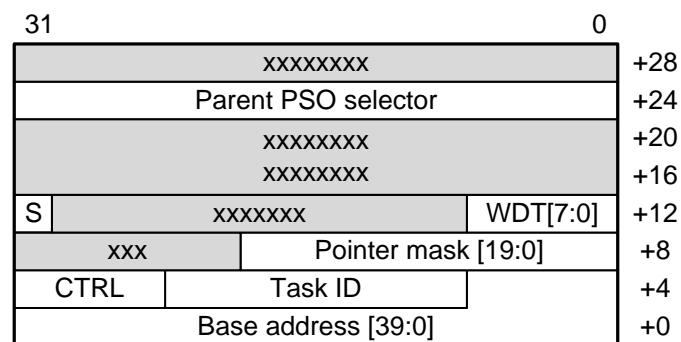 31 0
xxxxxxxx +28
Parent PSO selector +24
xxxxxxxx +20
xxxxxxxx +16
S xxxxxxx WDT[7:0] +12
xxx Pointer mask [19:0] +8
CTRL Task ID +4
Base address [39:0] +0